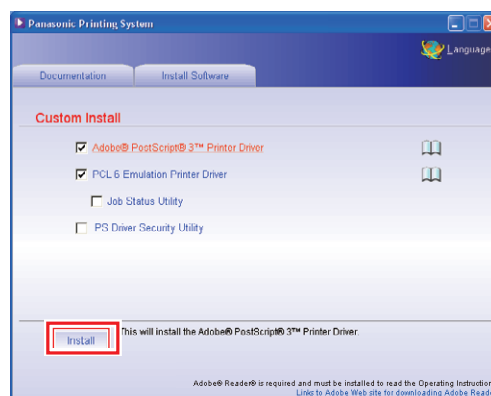 Panasonic Printing System
Language
Documentation
Install Software
Custom Install
Adobe® PostScript® 3™ Printer Driver
PCL 6 Emulation Printer Driver
Job Status Utility
PS Driver Security Utility
Install
This will install the Adobe® PostScript® 3™ Printer Driver.
Adobe® Reader® is required and must be installed to read the Operating Instruction
Links to Adobe Web site for downloading Adobe Read